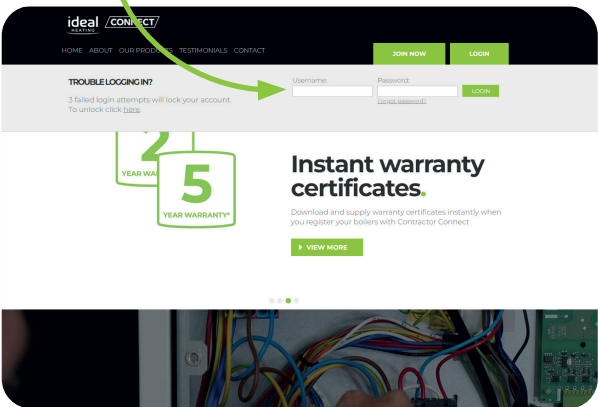 ideal CONNECT
HEATING
HOME ABOUT OUR PRODUCTS TESTIMONIALS CONTACT
JOIN NOW
LOGIN
TROUBLE LOGGING IN?
3 failed login attempts will lock your account.
To unlock click here.
Username:
Password:
LOGIN
Forgot password?
2
YEAR WA
5
YEAR WARRANTY*
Instant warranty
certificates.
Download and supply warranty certificates instantly when
you register your boilers with Contractor Connect
VIEW MORE